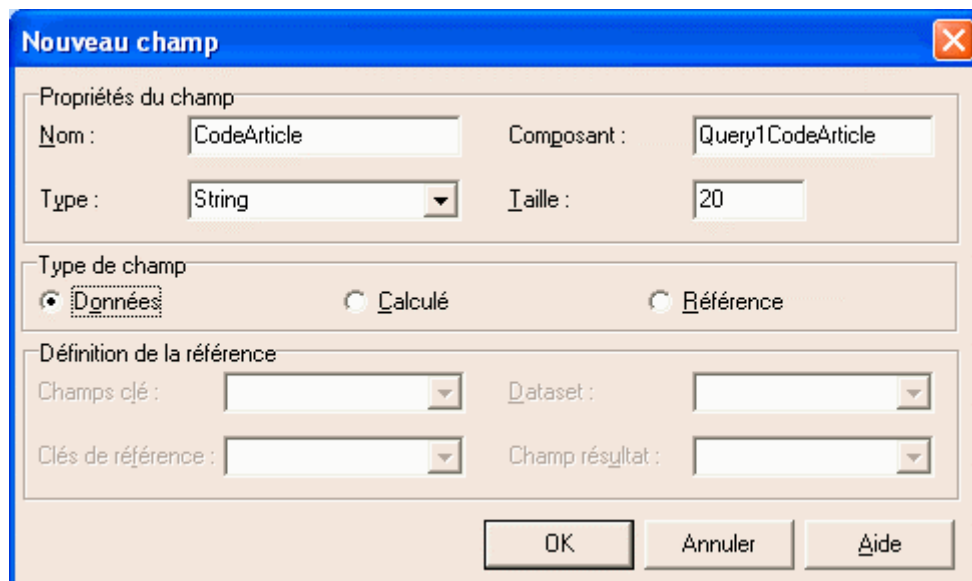 Nouveau champ
Propriétés du champ
Nom : CodeArticle Composant : Query1CodeArticle
Type : String Taille : 20
Type de champ
Données Calculé Référence
Définition de la référence
Champs clé : Dataset :
Clés de référence : Champ résultat :
OK Annuler Aide